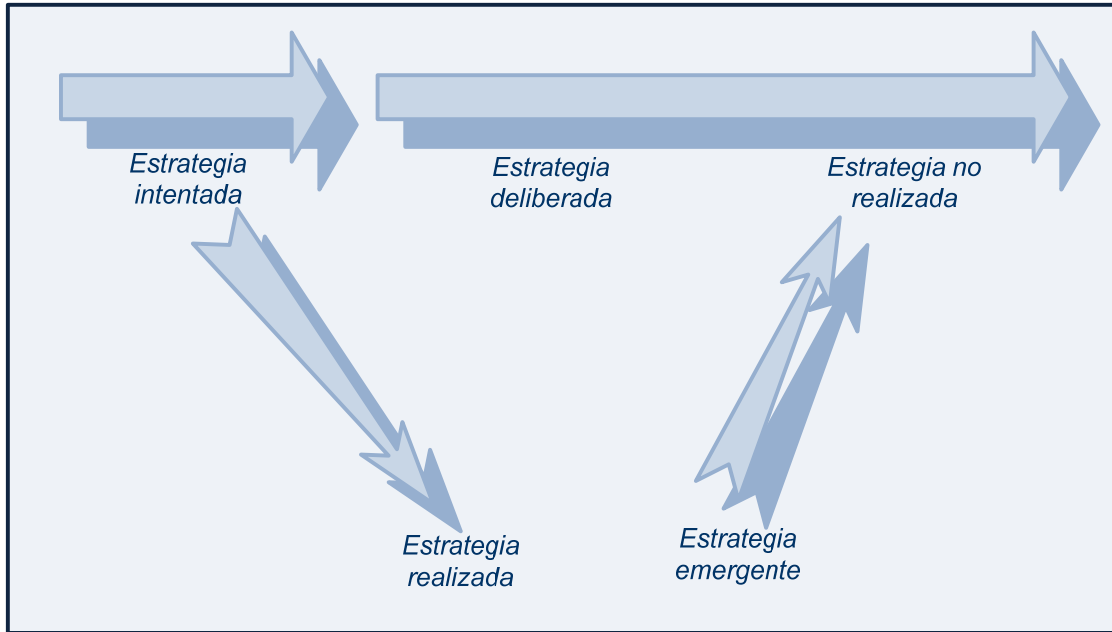 Estrategia
intentada
Estrategia
deliberada
Estrategia no
realizada
Estrategia
realizada
Estrategia
emergente